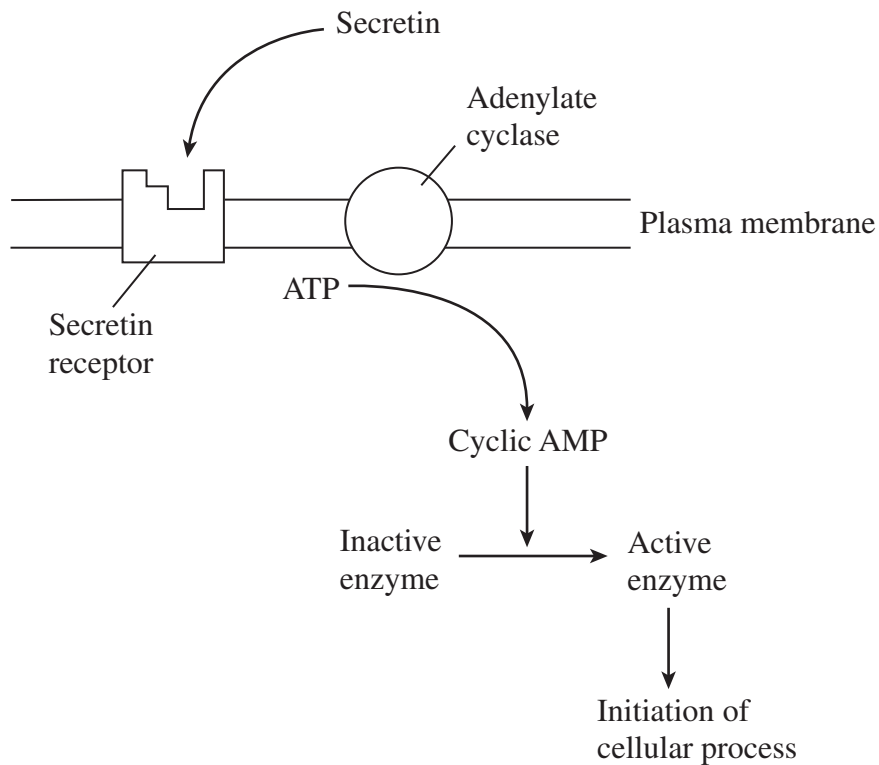 Secretin
Adenylate
cyclase
Plasma membrane
ATP
Secretin
receptor
Cyclic AMP
Inactive
enzyme
Active
enzyme
Initiation of
cellular process